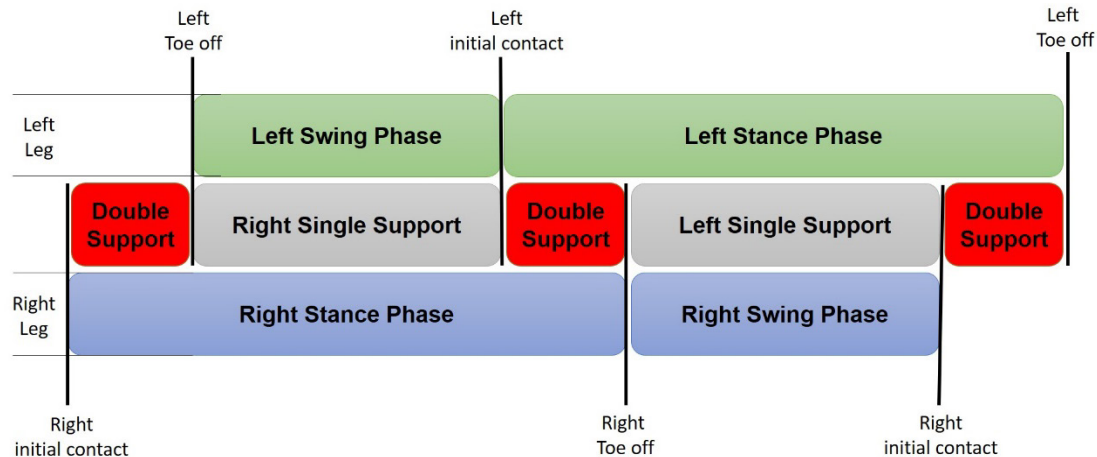 Left
Toe off
Left
initial contact
Left
Toe off
Left
Leg
Left Swing Phase
Left Stance Phase
Double
Support
Right Single Support
Double
Support
Left Single Support
Double
Support
Right
Leg
Right Stance Phase
Right Swing Phase
Right
initial contact
Right
Toe off
Right
initial contact